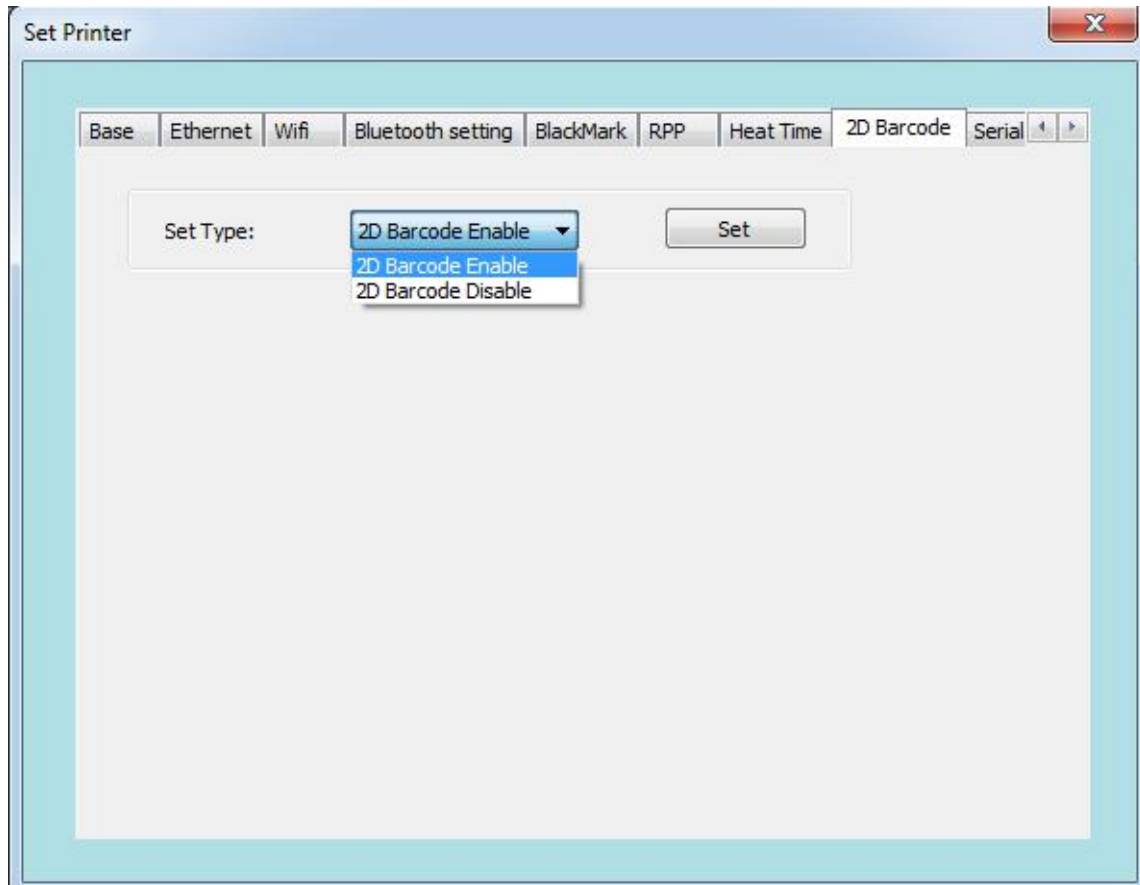 Set Printer
Base Ethernet Wifi Bluetooth setting BlackMark RPP Heat Time 2D Barcode Serial
Set Type: 2D Barcode Enable Set
2D Barcode Enable
2D Barcode Disable